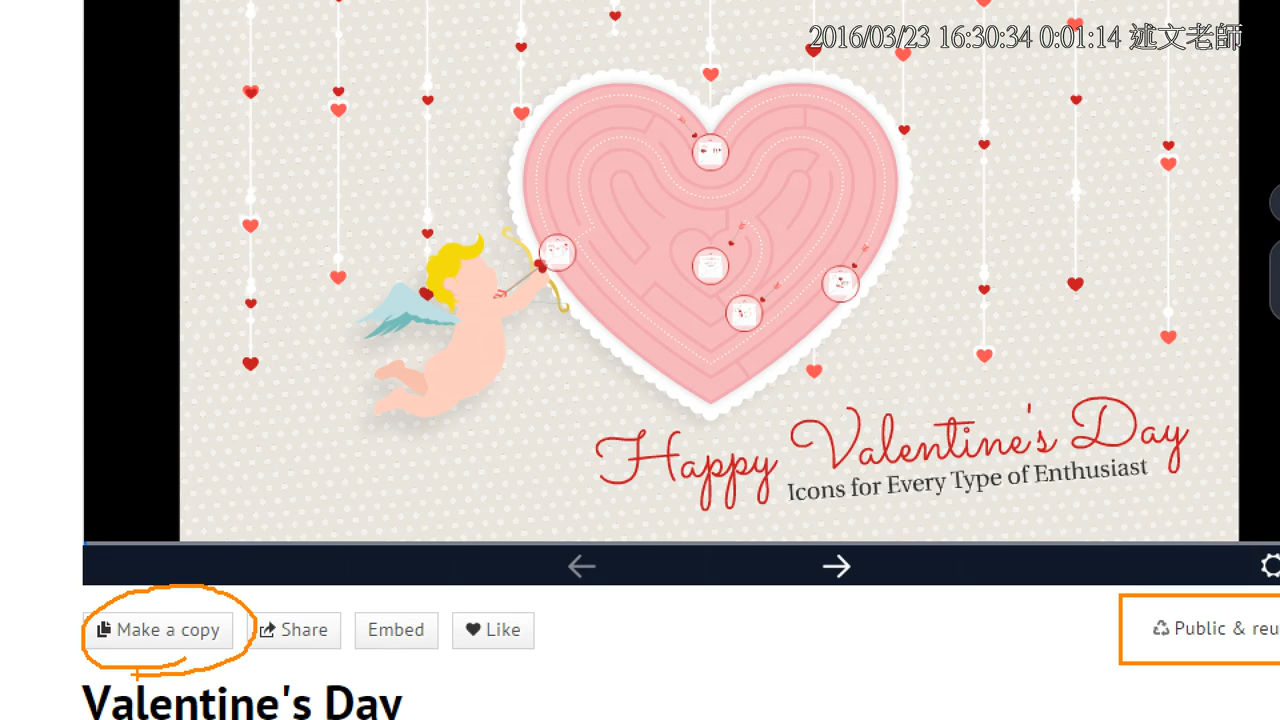 2016/03/23 16:30:34 0:01:14 述文老師
Happy Valentine's Day
Icons for Every Type of Enthusiast
Make a copy Share Embed Like
Public & reu
Valentine's Day